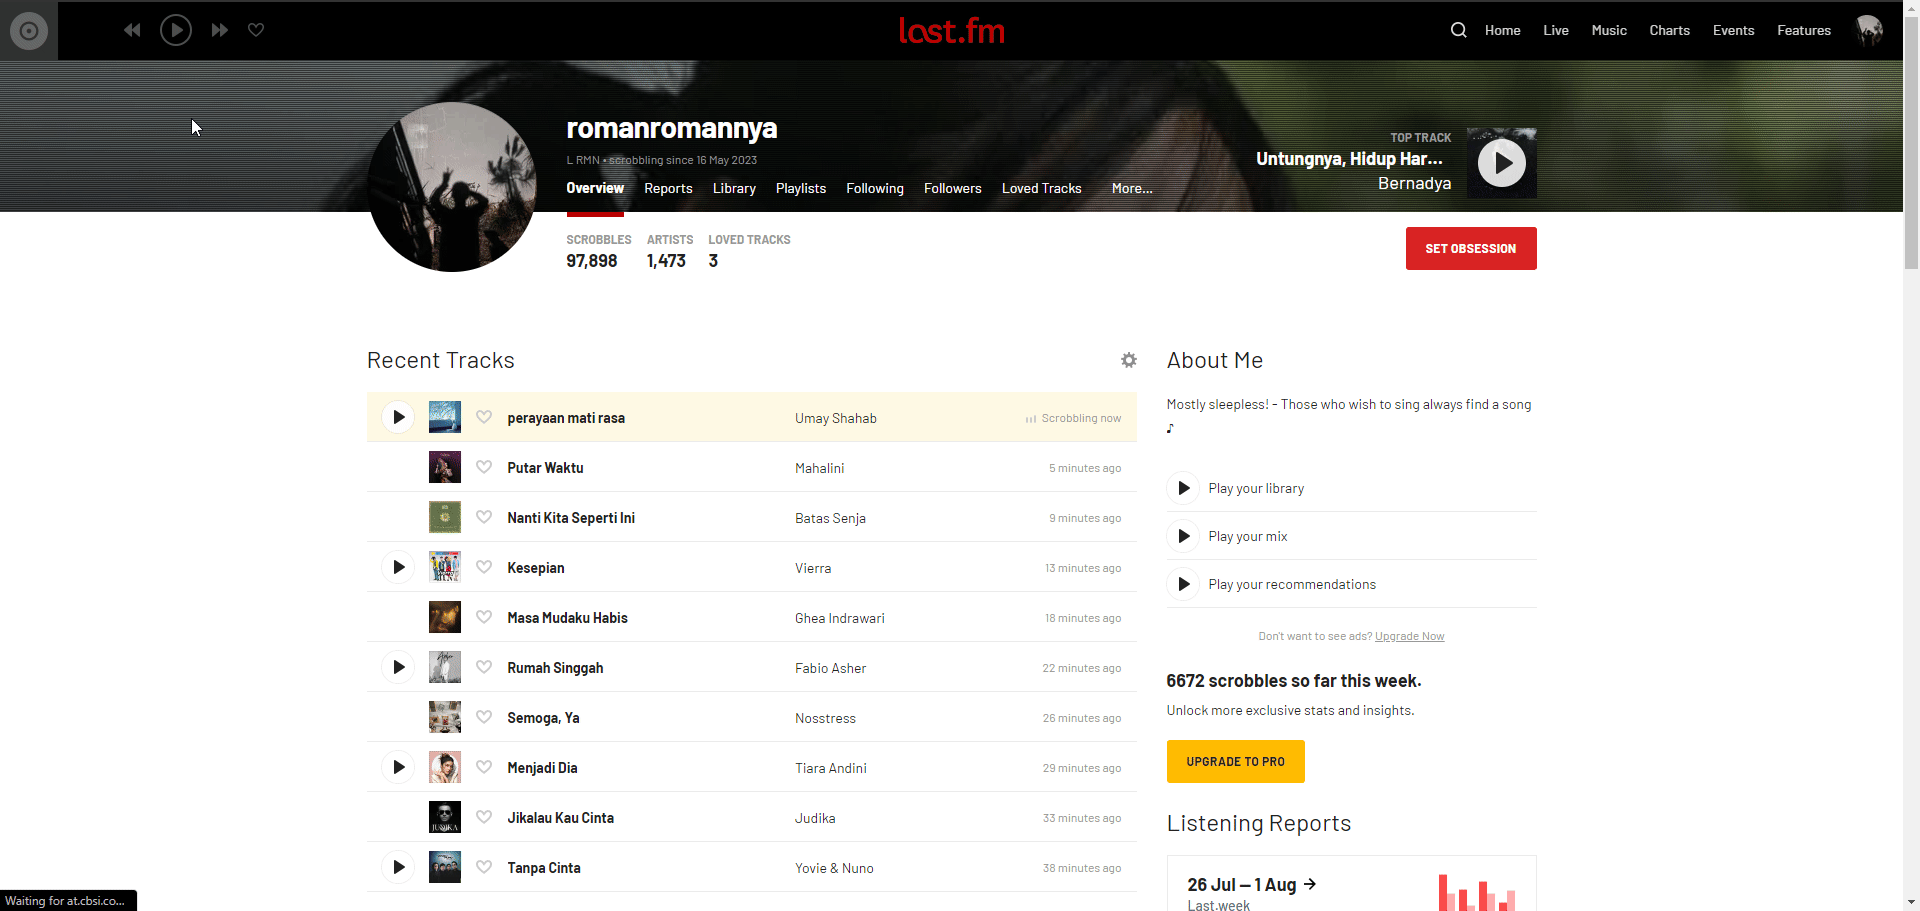 last.fm
Home Live Music Charts Events Features
romanromannya
L RMN • scrobbling since 16 May 2023
Overview Reports Library Playlists Following Followers Loved Tracks More...
TOP TRACK
Untungnya, Hidup Har...
Bernadya
SCROBBLES ARTISTS LOVED TRACKS
97,898 1,473 3
SET OBSESSION
Recent Tracks
perayaan mati rasa Umay Shahab Scrobbling now
Putar Waktu Mahalini 5 minutes ago
Nanti Kita Seperti Ini Batas Senja 9 minutes ago
Kesepian Vierra 13 minutes ago
Masa Mudaku Habis Ghea Indrawari 18 minutes ago
Rumah Singgah Fabio Asher 22 minutes ago
Semoga, Ya Nosstress 26 minutes ago
Menjadi Dia Tiara Andini 29 minutes ago
JUDIKA
Jikalau Kau Cinta Judika 33 minutes ago
Tanpa Cinta Yovie & Nuno 38 minutes ago
About Me
Mostly sleepless! - Those who wish to sing always find a song
♪
Play your library
Play your mix
Play your recommendations
Don't want to see ads? Upgrade Now
6672 scrobbles so far this week.
Unlock more exclusive stats and insights.
UPGRADE TO PRO
Listening Reports
26 Jul — 1 Aug →
Last.week
Waiting for at.cbsi.co...